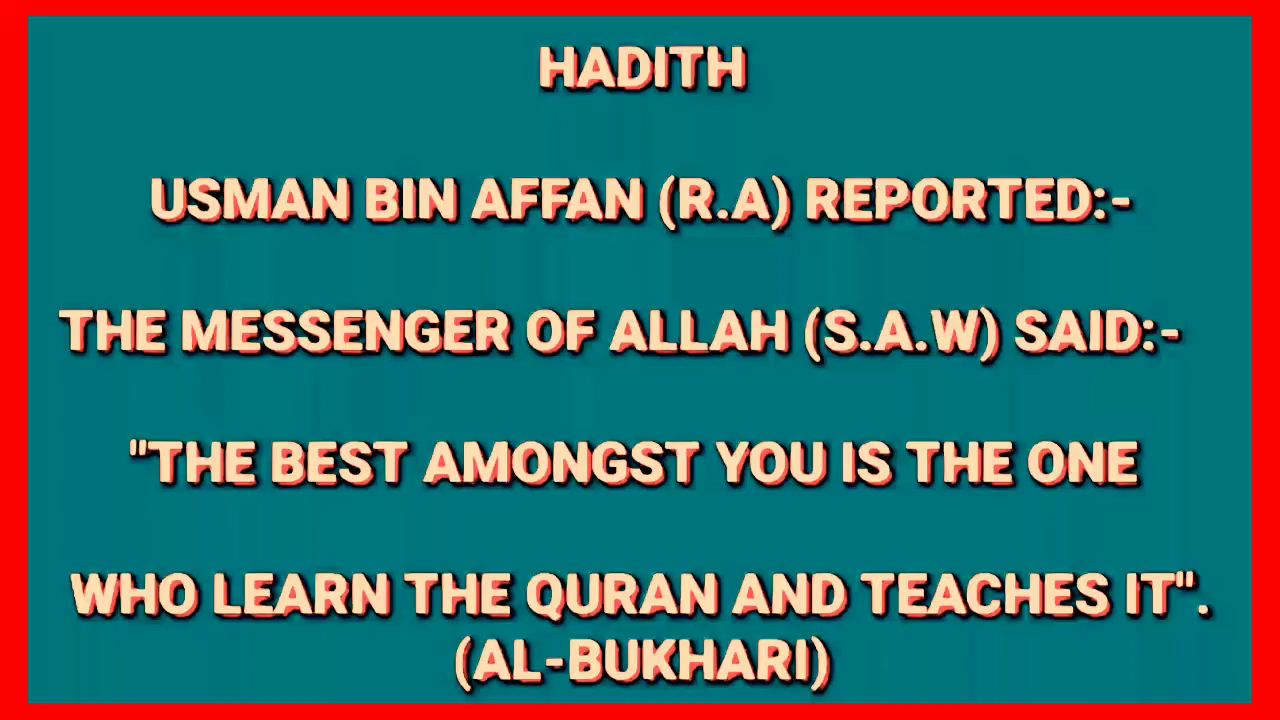 HADITH
USMAN BIN AFFAN (R.A) REPORTED:-
THE MESSENGER OF ALLAH (S.A.W) SAID:-
"THE BEST AMONGST YOU IS THE ONE
WHO LEARN THE QURAN AND TEACHES IT".
(AL-BUKHARI)